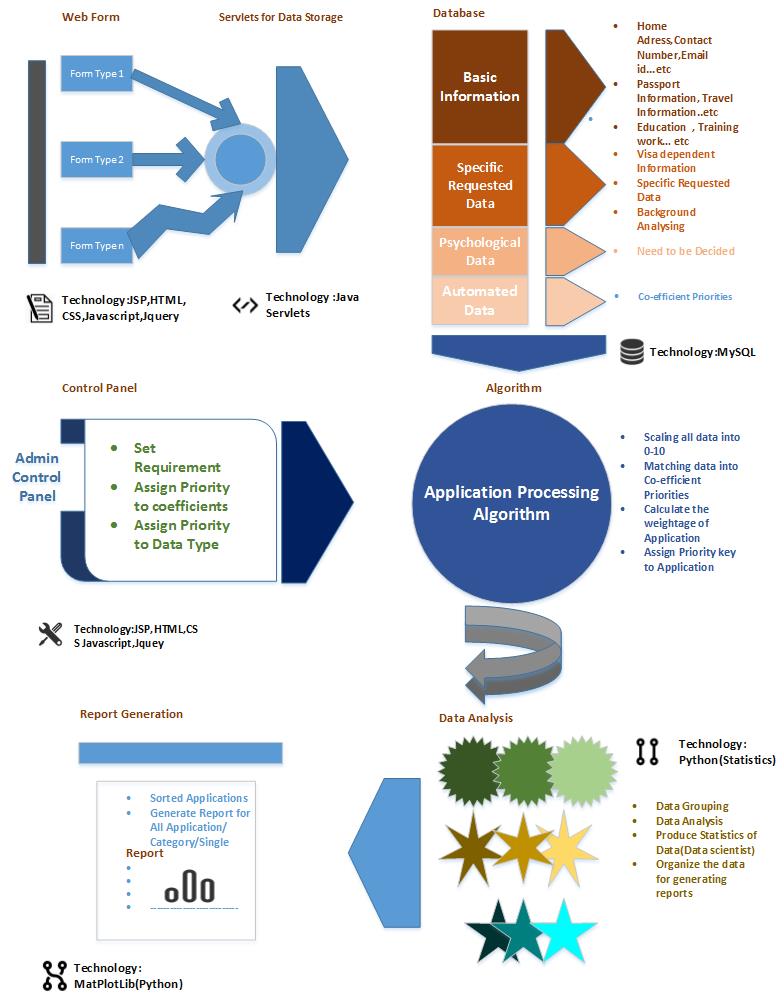 Web Form
Servlets for Data Storage
Form Type 1
Form Type 2
Form Type n
Technology:JSP,HTML,
CSS,Javascript,Jquery
Technology :Java
Servlets
Database
Basic
Information
Specific
Requested
Data
Psychological
Data
Automated
Data
• Home
Adress,Contact
Number,Email
id...etc
• Passport
Information, Travel
Information..etc
• Education , Training
work... etc
• Visa dependent
Information
• Specific Requested
Data
• Background
Analysing
• Need to be Decided
• Co-efficient Priorities
Technology:MySQL
Control Panel
Admin
Control
Panel
• Set
Requirement
• Assign Priority
to coefficients
• Assign Priority
to Data Type
Technology:JSP,HTML,CS
S Javascript,Jquey
Algorithm
Application Processing
Algorithm
• Scaling all data into
0-10
• Matching data into
Co-efficient
Priorities
• Calculate the
weightage of
Application
• Assign Priority key
to Application
Report Generation
• Sorted Applications
• Generate Report for
All Application/
Category/Single
Report
Technology:
MatPlotLib(Python)
Data Analysis
Technology:
Python(Statistics)
• Data Grouping
• Data Analysis
• Produce Statistics of
Data(Data scientist)
• Organize the data
for generating
reports